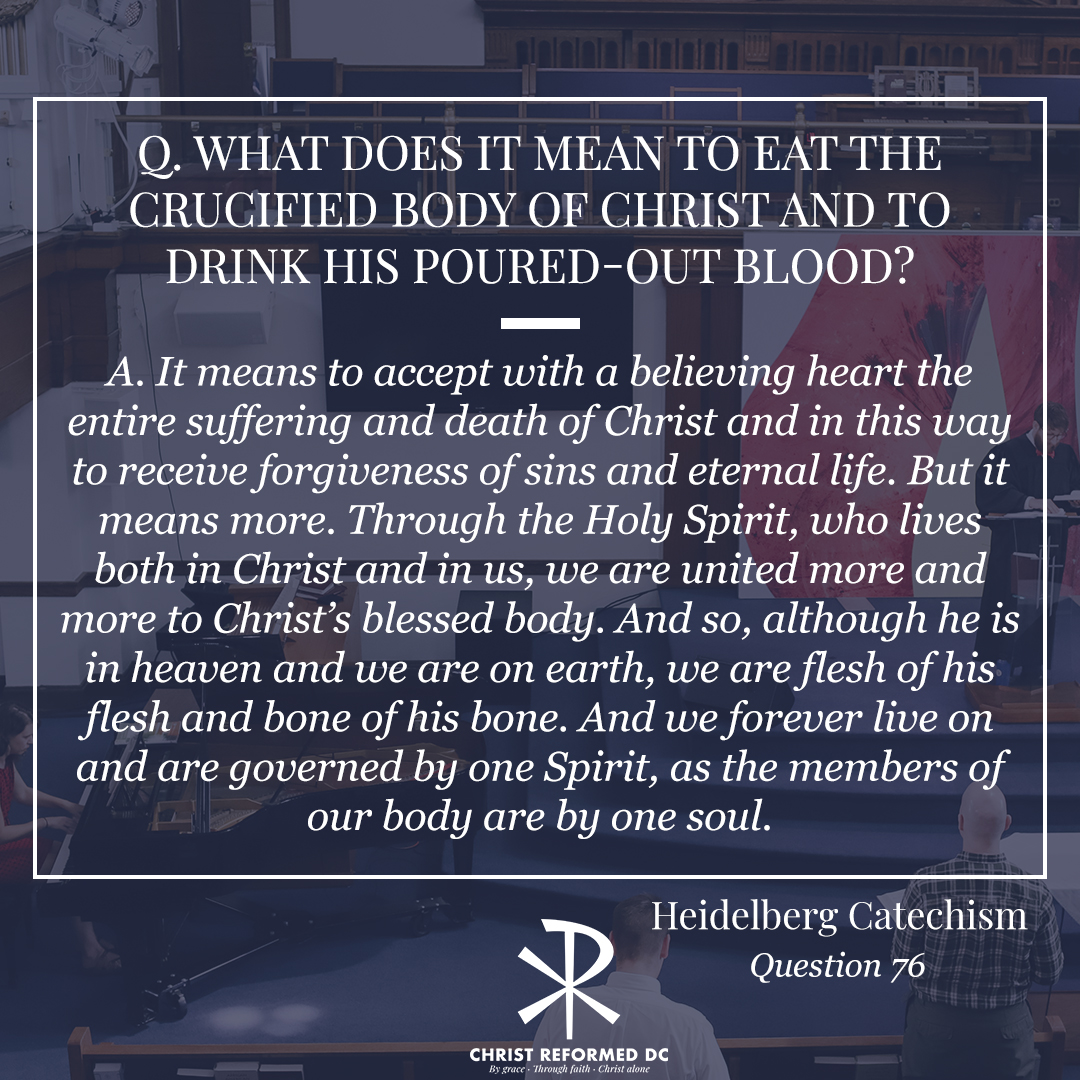 Q. WHAT DOES IT MEAN TO EAT THE
CRUCIFIED BODY OF CHRIST AND TO
DRINK HIS POURED-OUT BLOOD?
A. It means to accept with a believing heart the
entire suffering and death of Christ and in this way
to receive forgiveness of sins and eternal life. But it
means more. Through the Holy Spirit, who lives
both in Christ and in us, we are united more and
more to Christ’s blessed body. And so, although he is
in heaven and we are on earth, we are flesh of his
flesh and bone of his bone. And we forever live on
and are governed by one Spirit, as the members of
our body are by one soul.
Heidelberg Catechism
Question 76
CHRIST REFORMED DC
By grace · Through faith · Christ alone